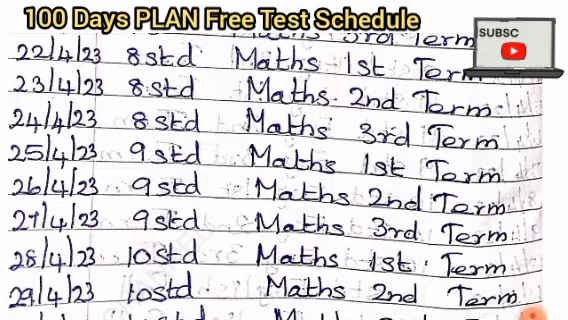 100 Days PLAN Free Test Schedule
SUBSC
3rd Term
22/4/23 8std Maths 1st Term
23/4/23 8std Maths 2nd Term
24/4/23 8std Maths 3rd Term
25/4/23 9std Maths 1st Term
26/4/23 9std Maths 2nd Term
27/4/23 9std Maths 3rd Term
28/4/23 10std Maths 1st Term
29/4/23 10std Maths 2nd Term